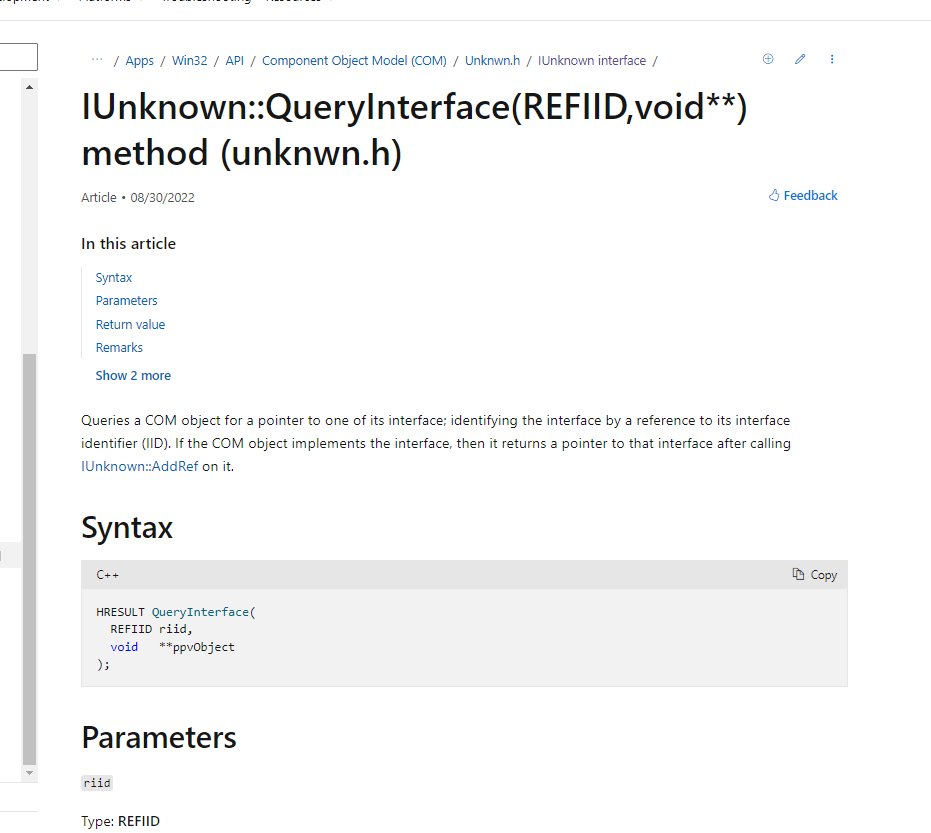 ··· / Apps / Win32 / API / Component Object Model (COM) / Unknwn.h / IUnknown interface /
IUnknown::QueryInterface(REFIID,void**)
method (unknwn.h)
Article • 08/30/2022
Feedback
In this article
Syntax
Parameters
Return value
Remarks
Show 2 more
Queries a COM object for a pointer to one of its interface; identifying the interface by a reference to its interface
identifier (IID). If the COM object implements the interface, then it returns a pointer to that interface after calling
IUnknown::AddRef on it.
Syntax
C++
Copy
HRESULT QueryInterface(
REFIID riid,
void **ppvObject
);
Parameters
riid
Type: REFIID